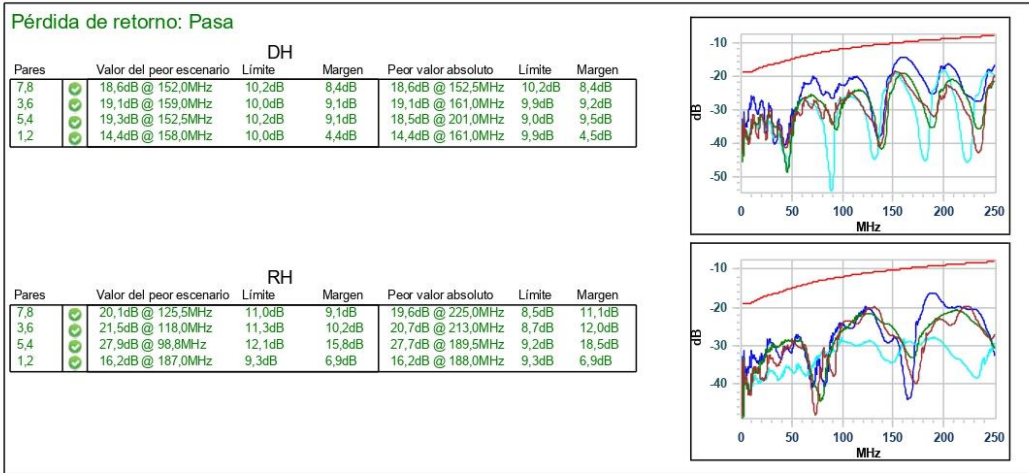 Pérdida de retorno: Pasa
DH
Pares Valor del peor escenario Límite Margen Peor valor absoluto Límite Margen
7,8 18,6dB @ 152,0MHz 10,2dB 8,4dB 18,6dB @ 152,5MHz 10,2dB 8,4dB
3,6 19,1dB @ 159,0MHz 10,0dB 9,1dB 19,1dB @ 161,0MHz 9,9dB 9,2dB
5,4 19,3dB @ 152,5MHz 10,2dB 9,1dB 18,5dB @ 201,0MHz 9,0dB 9,5dB
1,2 14,4dB @ 158,0MHz 10,0dB 4,4dB 14,4dB @ 161,0MHz 9,9dB 4,5dB
-10
-20
-30
-40
-50
dB
0 50 100 150 200 250
MHz
RH
Pares Valor del peor escenario Límite Margen Peor valor absoluto Límite Margen
7,8 20,1dB @ 125,5MHz 11,0dB 9,1dB 19,6dB @ 225,0MHz 8,5dB 11,1dB
3,6 21,5dB @ 118,0MHz 11,3dB 10,2dB 20,7dB @ 213,0MHz 8,7dB 12,0dB
5,4 27,9dB @ 98,8MHz 12,1dB 15,8dB 27,7dB @ 189,5MHz 9,2dB 18,5dB
1,2 16,2dB @ 187,0MHz 9,3dB 6,9dB 16,2dB @ 188,0MHz 9,3dB 6,9dB
-10
-20
-30
-40
dB
0 50 100 150 200 250
MHz